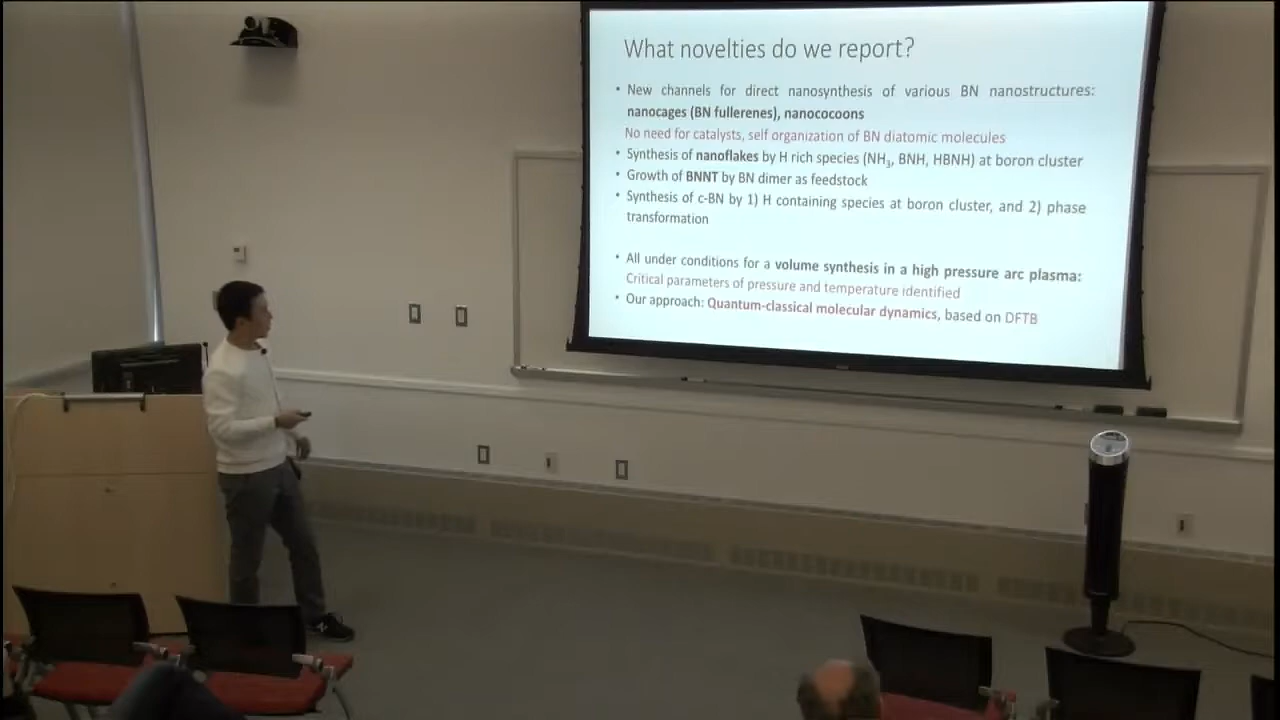 What novelties do we report?
• New channels for direct nanosynthesis of various BN nanostructures:
nanocages (BN fullerenes), nanococoons
No need for catalysts, self organization of BN diatomic molecules
• Synthesis of nanoflakes by H rich species (NH₃, BNH, HBNH) at boron cluster
• Growth of BNNT by BN dimer as feedstock
• Synthesis of c-BN by 1) H containing species at boron cluster, and 2) phase
transformation
• All under conditions for a volume synthesis in a high pressure arc plasma:
Critical parameters of pressure and temperature identified
• Our approach: Quantum-classical molecular dynamics, based on DFTB